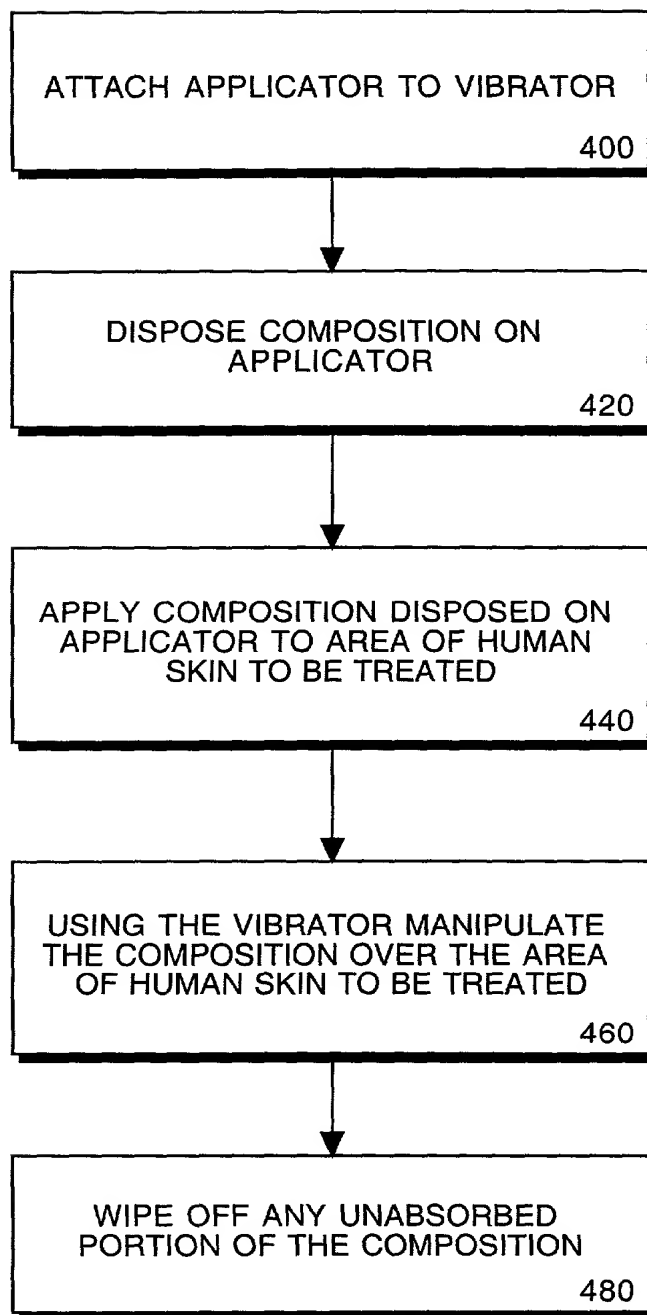 ATTACH APPLICATOR TO VIBRATOR
400
DISPOSE COMPOSITION ON
APPLICATOR
420
APPLY COMPOSITION DISPOSED ON
APPLICATOR TO AREA OF HUMAN
SKIN TO BE TREATED
440
USING THE VIBRATOR MANIPULATE
THE COMPOSITION OVER THE AREA
OF HUMAN SKIN TO BE TREATED
460
WIPE OFF ANY UNABSORBED
PORTION OF THE COMPOSITION
480